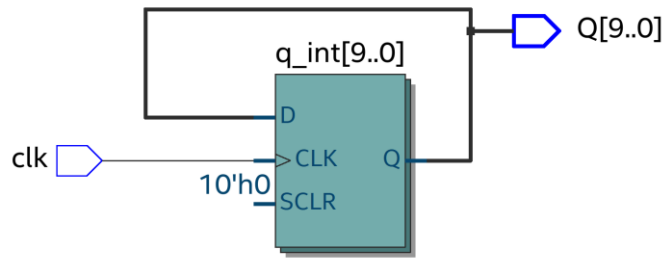 Q[9..0]
q_int[9..0]
D
clk
CLK
Q
10'h0
SCLR